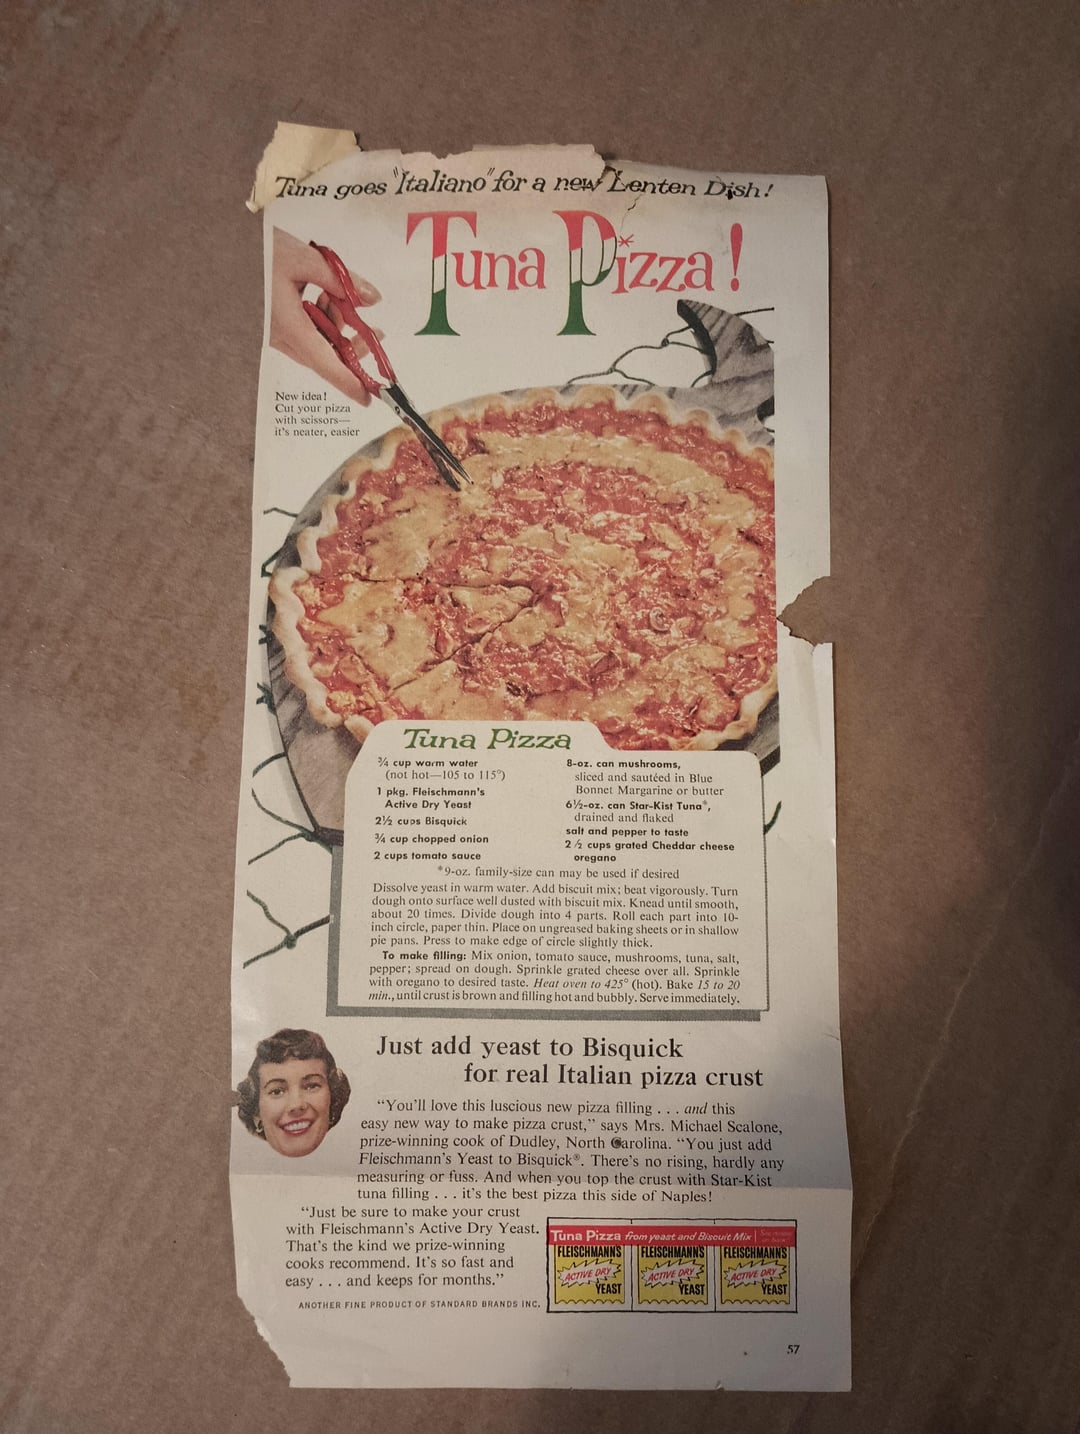 Tuna goes "Italiano" for a new Lenten Dish!
Tuna Pizza!
New idea!
Cut your pizza
with scissors—
it's neater, easier
Tuna Pizza
¾ cup warm water
(not hot—105 to 115°)
1 pkg. Fleischmann's
Active Dry Yeast
2½ cups Bisquick
¾ cup chopped onion
2 cups tomato sauce
8-oz. can mushrooms,
sliced and sautéed in Blue
Bonnet Margarine or butter
6½-oz. can Star-Kist Tuna*,
drained and flaked
salt and pepper to taste
2 ½ cups grated Cheddar cheese
oregano
*9-oz. family-size can may be used if desired
Dissolve yeast in warm water. Add biscuit mix; beat vigorously. Turn
dough onto surface well dusted with biscuit mix. Knead until smooth,
about 20 times. Divide dough into 4 parts. Roll each part into 10-
inch circle, paper thin. Place on ungreased baking sheets or in shallow
pie pans. Press to make edge of circle slightly thick.
To make filling: Mix onion, tomato sauce, mushrooms, tuna, salt,
pepper; spread on dough. Sprinkle grated cheese over all. Sprinkle
with oregano to desired taste. Heat oven to 425° (hot). Bake 15 to 20
min., until crust is brown and filling hot and bubbly. Serve immediately.
Just add yeast to Bisquick
for real Italian pizza crust
"You'll love this luscious new pizza filling . . . and this
easy new way to make pizza crust," says Mrs. Michael Scalone,
prize-winning cook of Dudley, North Carolina. "You just add
Fleischmann's Yeast to Bisquick®. There's no rising, hardly any
measuring or fuss. And when you top the crust with Star-Kist
tuna filling . . . it's the best pizza this side of Naples!
"Just be sure to make your crust
with Fleischmann's Active Dry Yeast.
That's the kind we prize-winning
cooks recommend. It's so fast and
easy . . . and keeps for months."
ANOTHER FINE PRODUCT OF STANDARD BRANDS INC.
Tuna Pizza from yeast and Biscuit Mix
FLEISCHMANN'S FLEISCHMANN'S FLEISCHMANN'S
ACTIVE DRY ACTIVE DRY ACTIVE DRY
YEAST YEAST YEAST
57